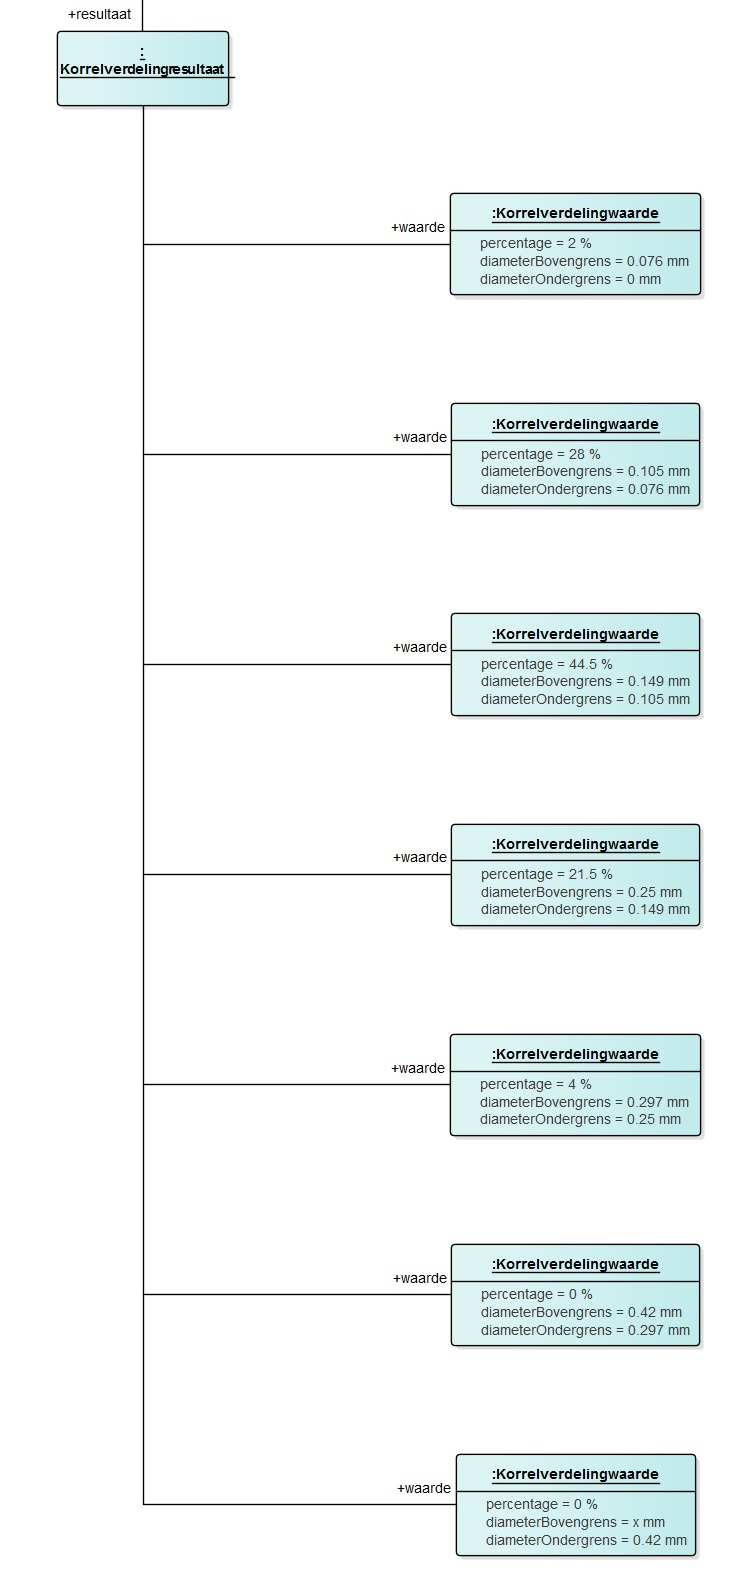 +resultaat
:
Korrelverdelingresultaat
+waarde
:Korrelverdelingwaarde
percentage = 2 %
diameterBovengrens = 0.076 mm
diameterOndergrens = 0 mm
+waarde
:Korrelverdelingwaarde
percentage = 28 %
diameterBovengrens = 0.105 mm
diameterOndergrens = 0.076 mm
+waarde
:Korrelverdelingwaarde
percentage = 44.5 %
diameterBovengrens = 0.149 mm
diameterOndergrens = 0.105 mm
+waarde
:Korrelverdelingwaarde
percentage = 21.5 %
diameterBovengrens = 0.25 mm
diameterOndergrens = 0.149 mm
+waarde
:Korrelverdelingwaarde
percentage = 4 %
diameterBovengrens = 0.297 mm
diameterOndergrens = 0.25 mm
+waarde
:Korrelverdelingwaarde
percentage = 0 %
diameterBovengrens = 0.42 mm
diameterOndergrens = 0.297 mm
+waarde
:Korrelverdelingwaarde
percentage = 0 %
diameterBovengrens = x mm
diameterOndergrens = 0.42 mm